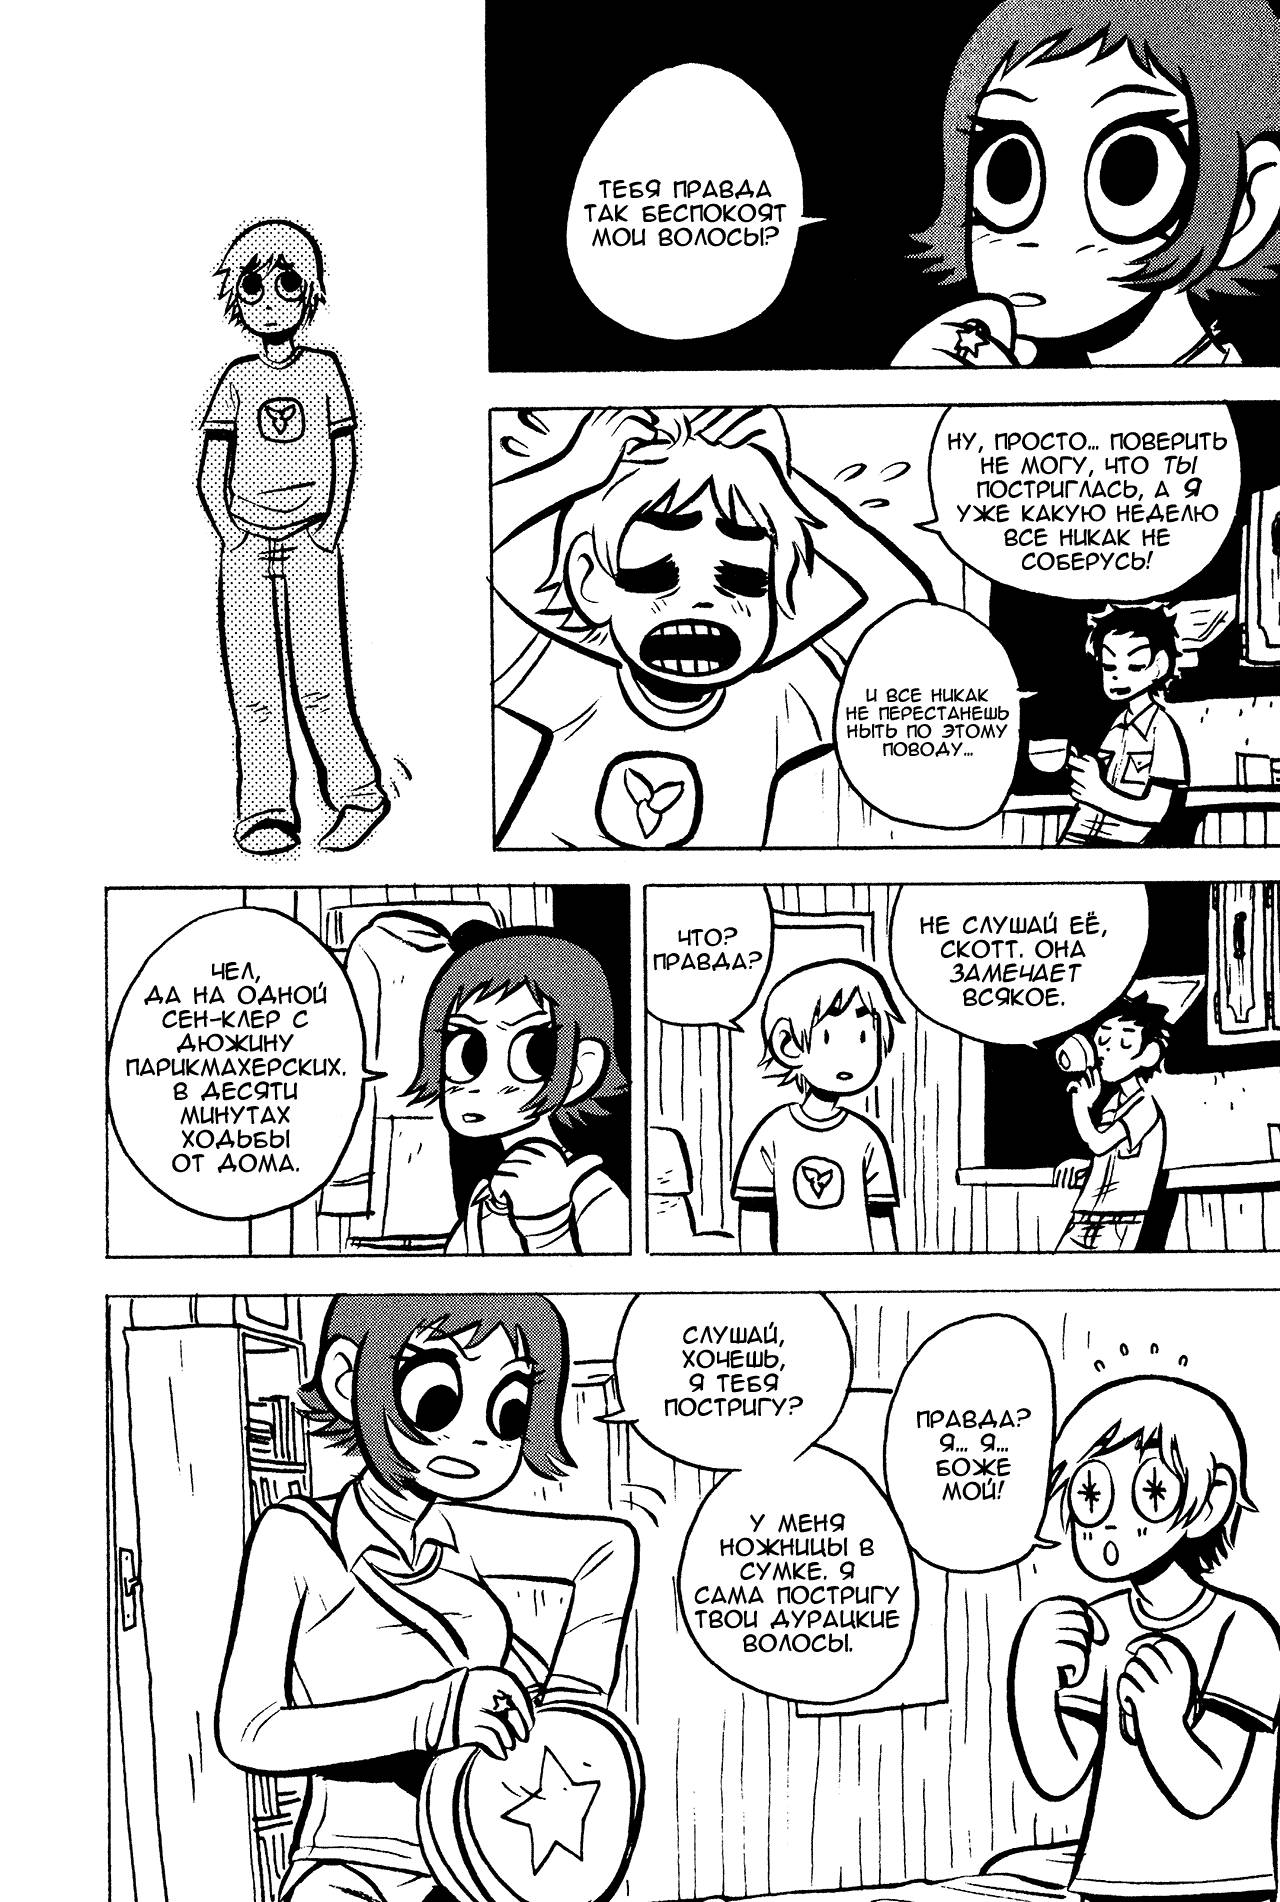 ТЕБЯ ПРАВДА
ТАК БЕСПОКОЯТ
МОИ ВОЛОСЫ?
НУ, ПРОСТО... ПОВЕРИТЬ
НЕ МОГУ, ЧТО ТЫ
ПОСТРИГЛАСЬ, А Я
УЖЕ КАКУЮ НЕДЕЛЮ
ВСЕ НИКАК НЕ
СОБЕРУСЬ!
И ВСЕ НИКАК
НЕ ПЕРЕСТАНЕШЬ
НЫТЬ ПО ЭТОМУ
ПОВОДУ...
ЧЕЛ,
ДА НА ОДНОЙ
СЕН-КЛЕР С
ДЮЖИНУ
ПАРИКМАХЕРСКИХ.
В ДЕСЯТИ
МИНУТАХ
ХОДЬБЫ
ОТ ДОМА.
ЧТО?
ПРАВДА?
НЕ СЛУШАЙ ЕЁ,
СКОТТ. ОНА
ЗАМЕЧАЕТ
ВСЯКОЕ.
СЛУШАЙ,
ХОЧЕШЬ,
Я ТЕБЯ
ПОСТРИГУ?
У МЕНЯ
НОЖНИЦЫ В
СУМКЕ. Я
САМА ПОСТРИГУ
ТВОИ ДУРАЦКИЕ
ВОЛОСЫ.
ПРАВДА?
Я... Я...
БОЖЕ
МОЙ!